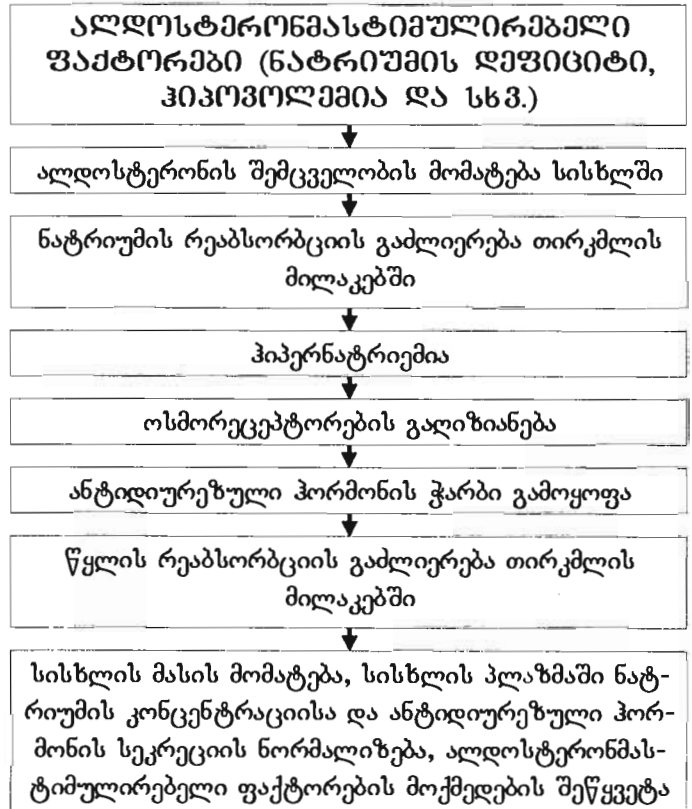 ალდოსტერონმასტიმულირებელი
ფაქტორები (ნატრიუმის დეფიციტი,
ჰიპოვოლემია და სხვ.)
ალდოსტერონის შემცველობის მომატება სისხლში
ნატრიუმის რეაბსორბციის გაძლიერება თირკმლის
მილაკებში
ჰიპერნატრიემია
ოსმორეცეპტორების გაღიზიანება
ანტიდიურეზული ჰორმონის ჭარბი გამოყოფა
წყლის რეაბსორბციის გაძლიერება თირკმლის
მილაკებში
სისხლის მასის მომატება, სისხლის პლაზმაში ნატ-
რიუმის კონცენტრაციისა და ანტიდიურეზული ჰორ-
მონის სეკრეციის ნორმალიზება, ალდოსტერონმას-
ტიმულირებელი ფაქტორების მოქმედების შეწყვეტა